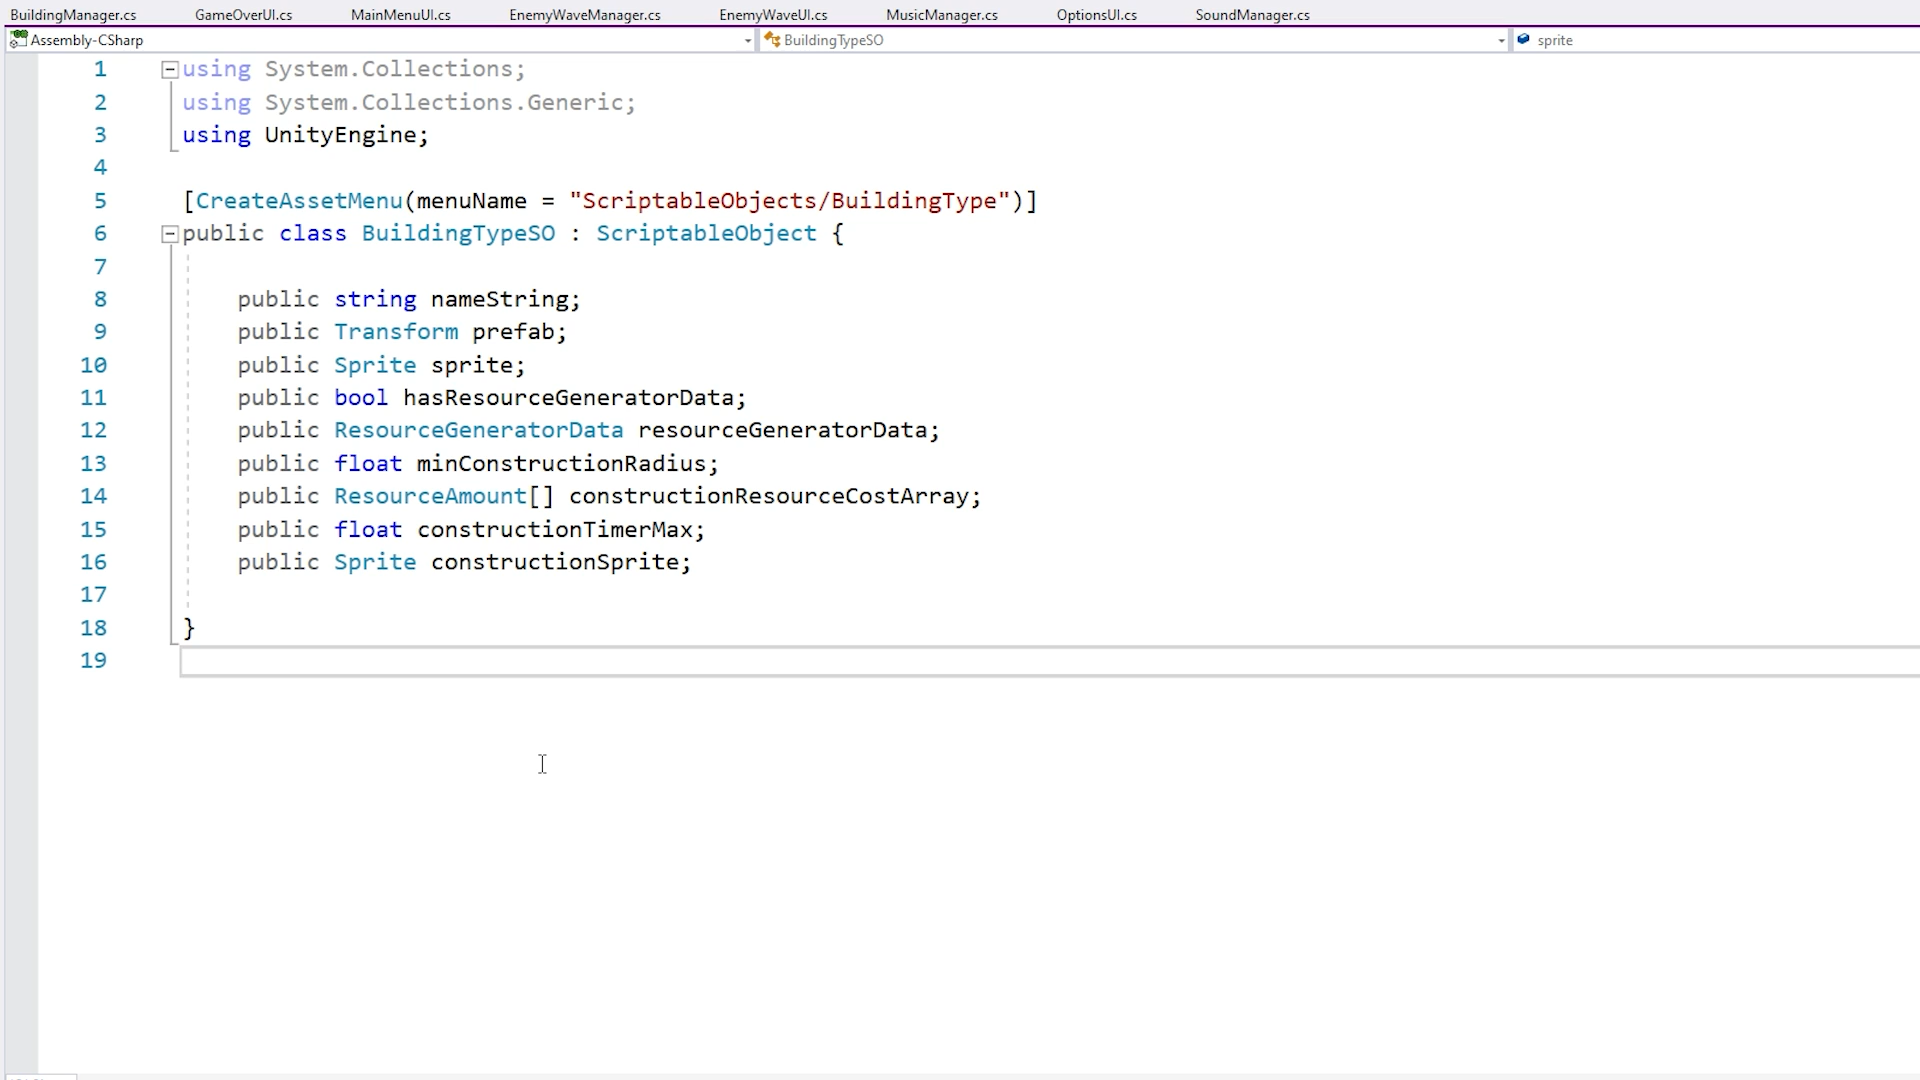 BuildingManager.cs GameOverUI.cs MainMenuUI.cs EnemyWaveManager.cs EnemyWaveUI.cs MusicManager.cs OptionsUI.cs SoundManager.cs
Assembly-CSharp BuildingTypeSO sprite
1 using System.Collections;
2 using System.Collections.Generic;
3 using UnityEngine;
4
5 [CreateAssetMenu(menuName = "ScriptableObjects/BuildingType")]
6 public class BuildingTypeSO : ScriptableObject {
7
8 public string nameString;
9 public Transform prefab;
10 public Sprite sprite;
11 public bool hasResourceGeneratorData;
12 public ResourceGeneratorData resourceGeneratorData;
13 public float minConstructionRadius;
14 public ResourceAmount[] constructionResourceCostArray;
15 public float constructionTimerMax;
16 public Sprite constructionSprite;
17
18 }
19